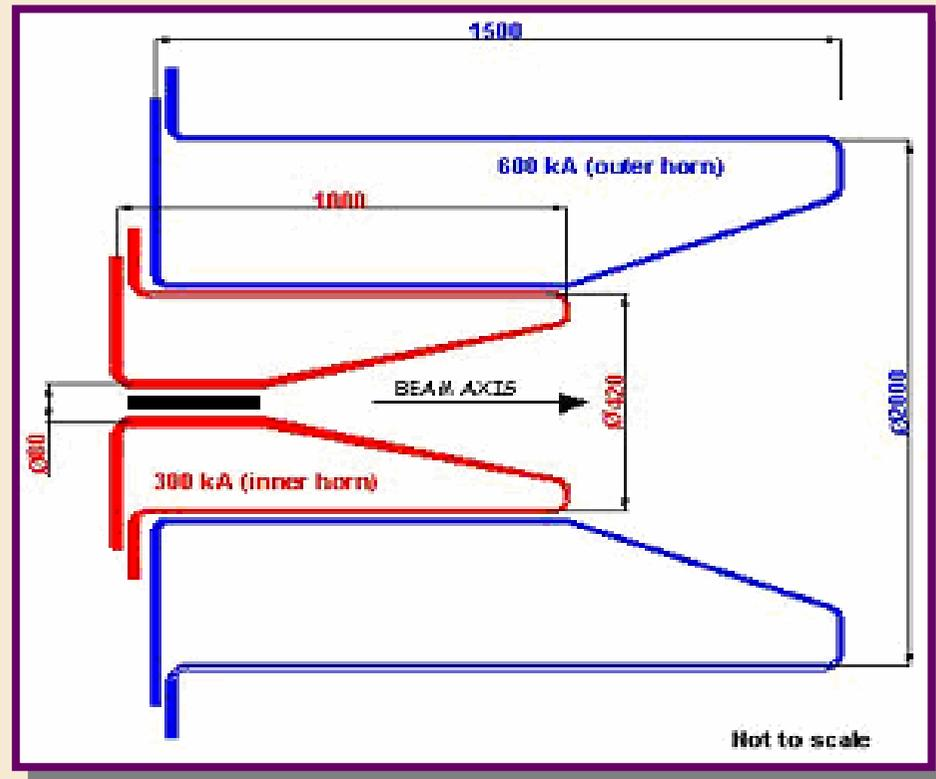 1500
600 kA (outer horn)
1000
BEAM AXIS
Ø420
Ø2000
Ø80
300 kA (inner horn)
Not to scale